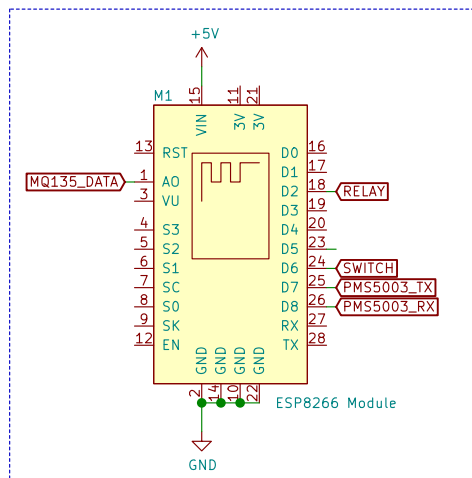 +5V
M1
15 11 21
VIN 3V 3V
13 RST D0 16
D1 17
MQ135_DATA 1 AO D2 18 RELAY
3 VU D3 19
4 S3 D4 20
5 S2 D5 23
6 S1 D6 24 SWITCH
7 SC D7 25 PMS5003_TX
8 S0 D8 26 PMS5003_RX
9 SK RX 27
12 EN TX 28
GND GND GND GND
2 14 10 22
ESP8266 Module
GND